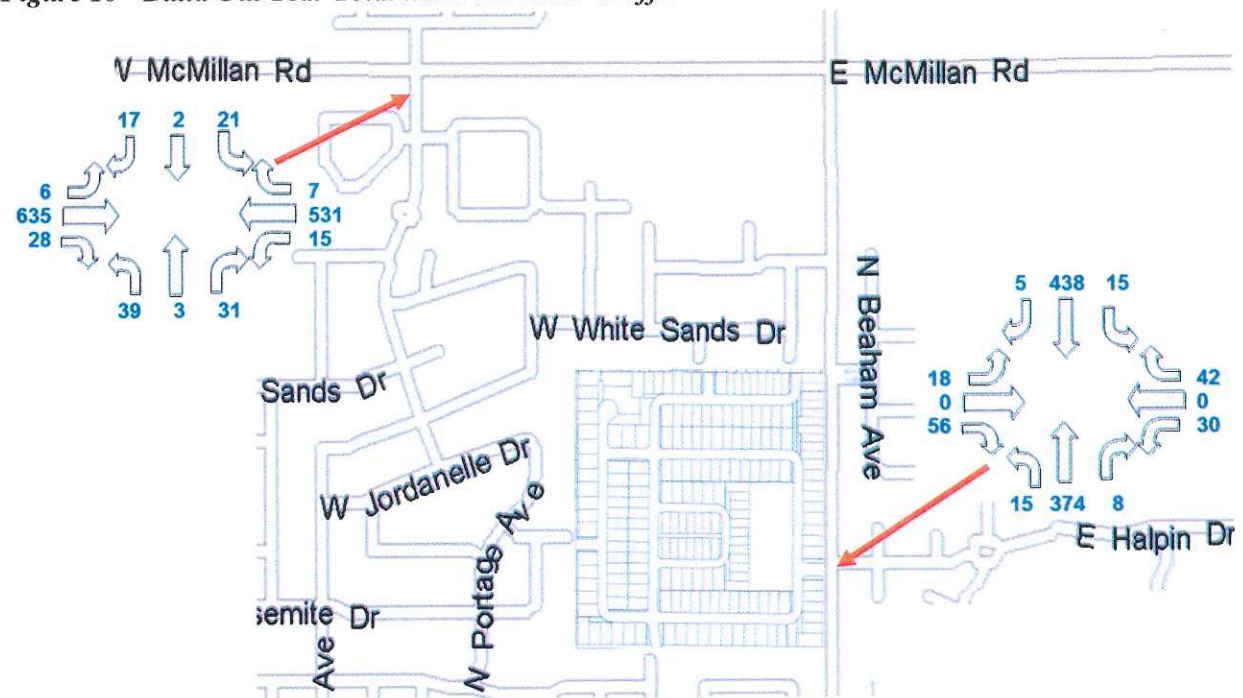 V McMillan Rd
E McMillan Rd
17 2 21
6
635
28
7
531
15
39 3 31
N Beaham Ave
W White Sands Dr
5 438 15
18
0
56
42
0
30
15 374 8
Sands Dr
W Jordanelle Dr
N Portage Ave
E Halpin Dr
semite Dr
Ave